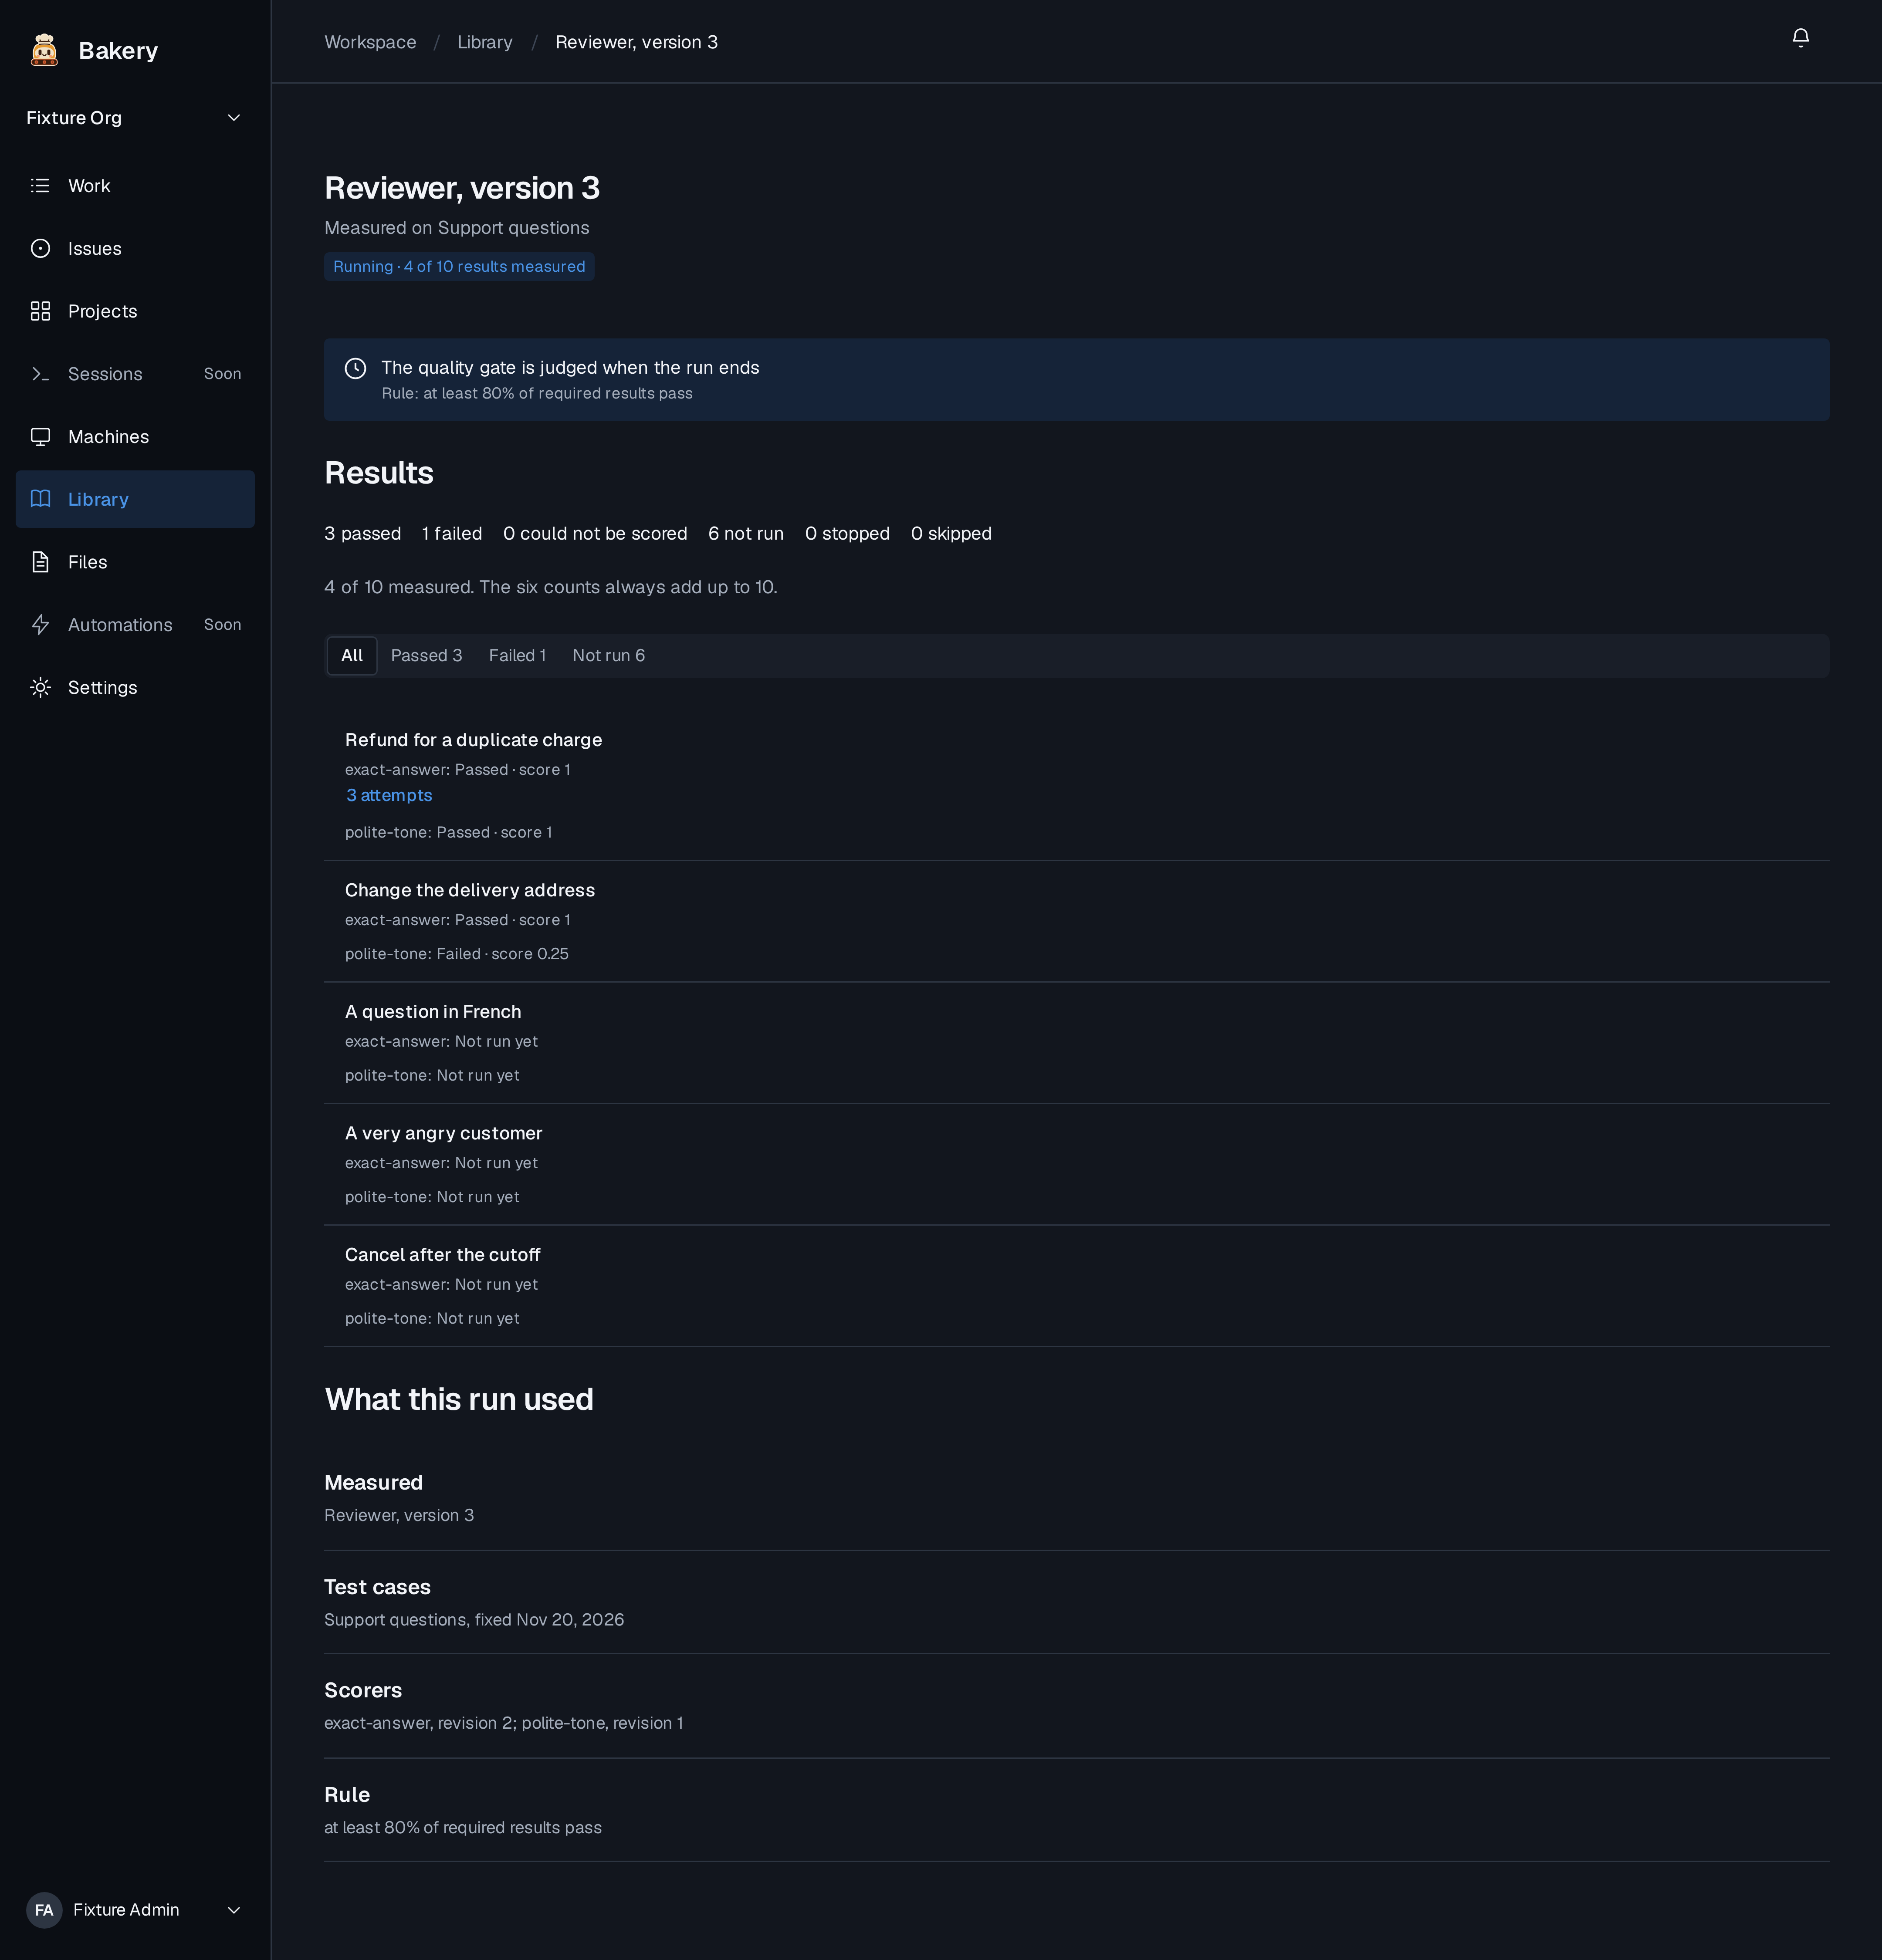 Bakery
Fixture Org
Work
Issues
Projects
Sessions Soon
Machines
Library
Files
Automations Soon
Settings
FA Fixture Admin
Workspace / Library / Reviewer, version 3
Reviewer, version 3
Measured on Support questions
Running · 4 of 10 results measured
The quality gate is judged when the run ends
Rule: at least 80% of required results pass
Results
3 passed 1 failed 0 could not be scored 6 not run 0 stopped 0 skipped
4 of 10 measured. The six counts always add up to 10.
All Passed 3 Failed 1 Not run 6
Refund for a duplicate charge
exact-answer: Passed · score 1
3 attempts
polite-tone: Passed · score 1
Change the delivery address
exact-answer: Passed · score 1
polite-tone: Failed · score 0.25
A question in French
exact-answer: Not run yet
polite-tone: Not run yet
A very angry customer
exact-answer: Not run yet
polite-tone: Not run yet
Cancel after the cutoff
exact-answer: Not run yet
polite-tone: Not run yet
What this run used
Measured
Reviewer, version 3
Test cases
Support questions, fixed Nov 20, 2026
Scorers
exact-answer, revision 2; polite-tone, revision 1
Rule
at least 80% of required results pass